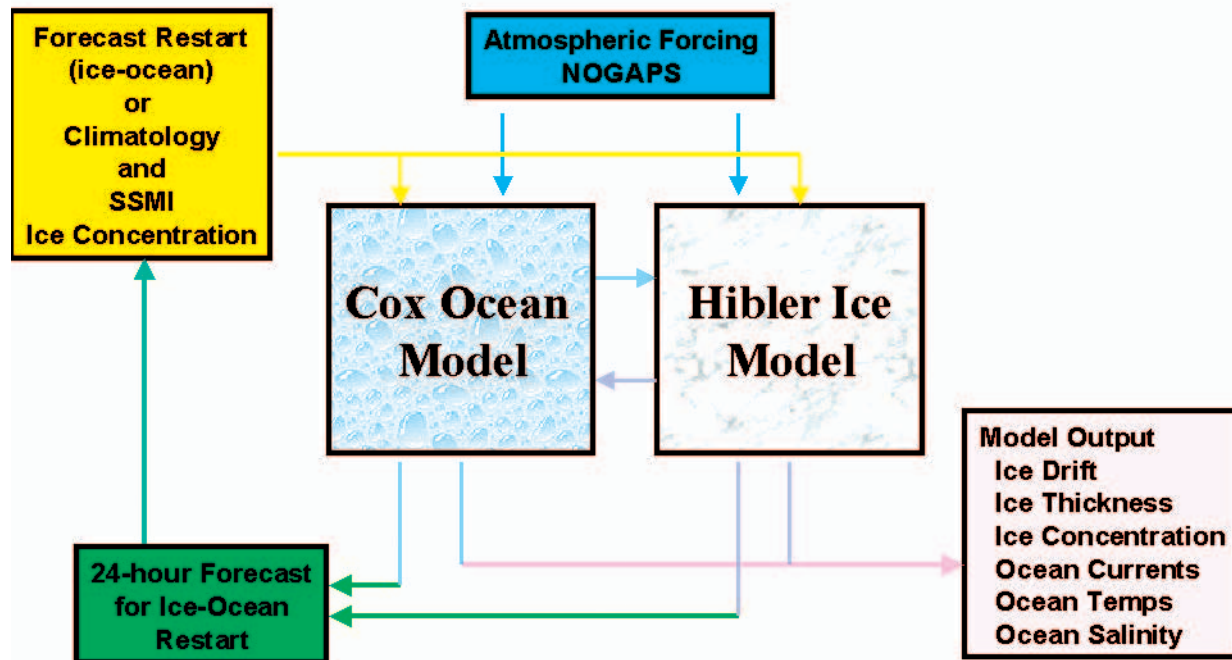 Forecast Restart
(ice-ocean)
or
Climatology
and
SSMI
Ice Concentration
Atmospheric Forcing
NOGAPS
Cox Ocean
Model
Hibler Ice
Model
Model Output
Ice Drift
Ice Thickness
Ice Concentration
Ocean Currents
Ocean Temps
Ocean Salinity
24-hour Forecast
for Ice-Ocean
Restart